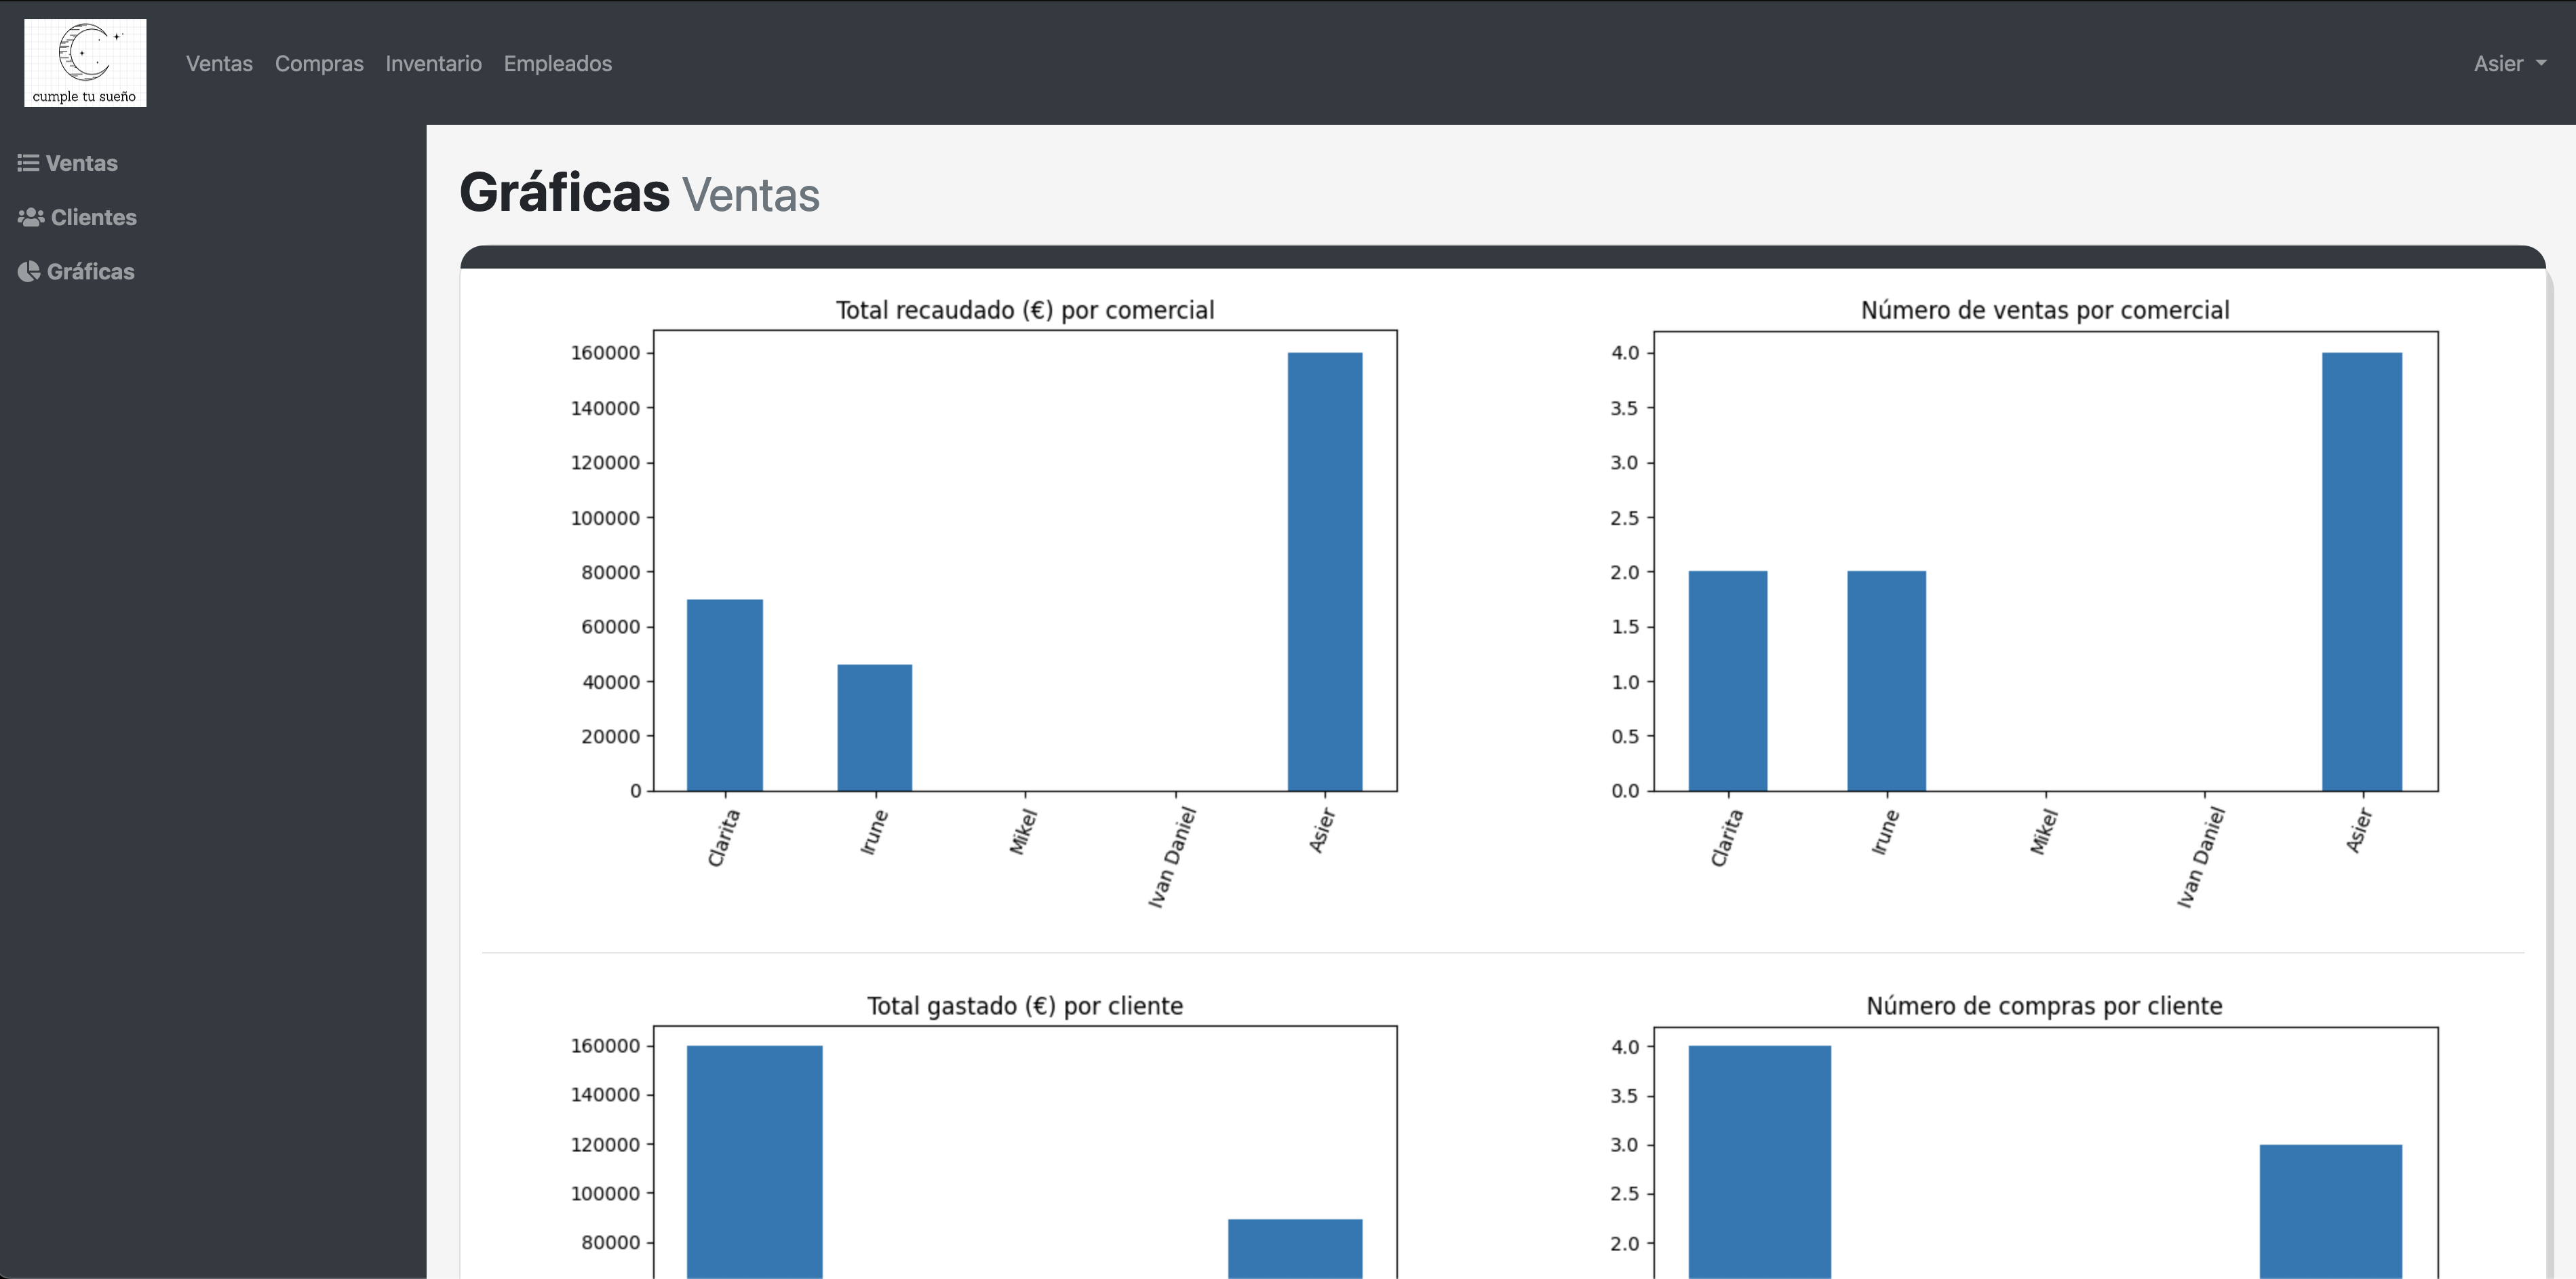 cumple tu sueño
Ventas Compras Inventario Empleados
Asier
Ventas
Clientes
Gráficas
Gráficas Ventas
Total recaudado (€) por comercial
160000
140000
120000
100000
80000
60000
40000
20000
0
Clarita
Irune
Mikel
Ivan Daniel
Asier
Número de ventas por comercial
4.0
3.5
3.0
2.5
2.0
1.5
1.0
0.5
0.0
Clarita
Irune
Mikel
Ivan Daniel
Asier
Total gastado (€) por cliente
160000
140000
120000
100000
80000
Número de compras por cliente
4.0
3.5
3.0
2.5
2.0